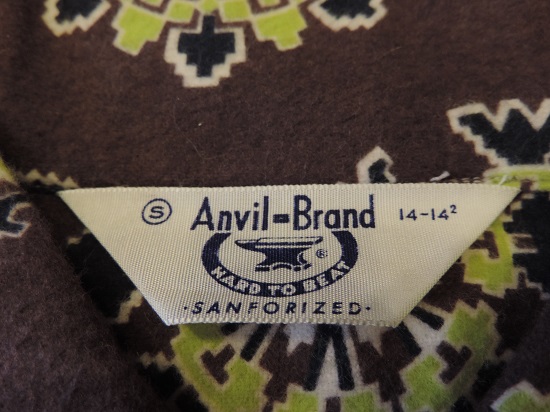 Ⓢ Anvil-Brand 14-14²
®
HARD TO BEAT
·SANFORIZED·